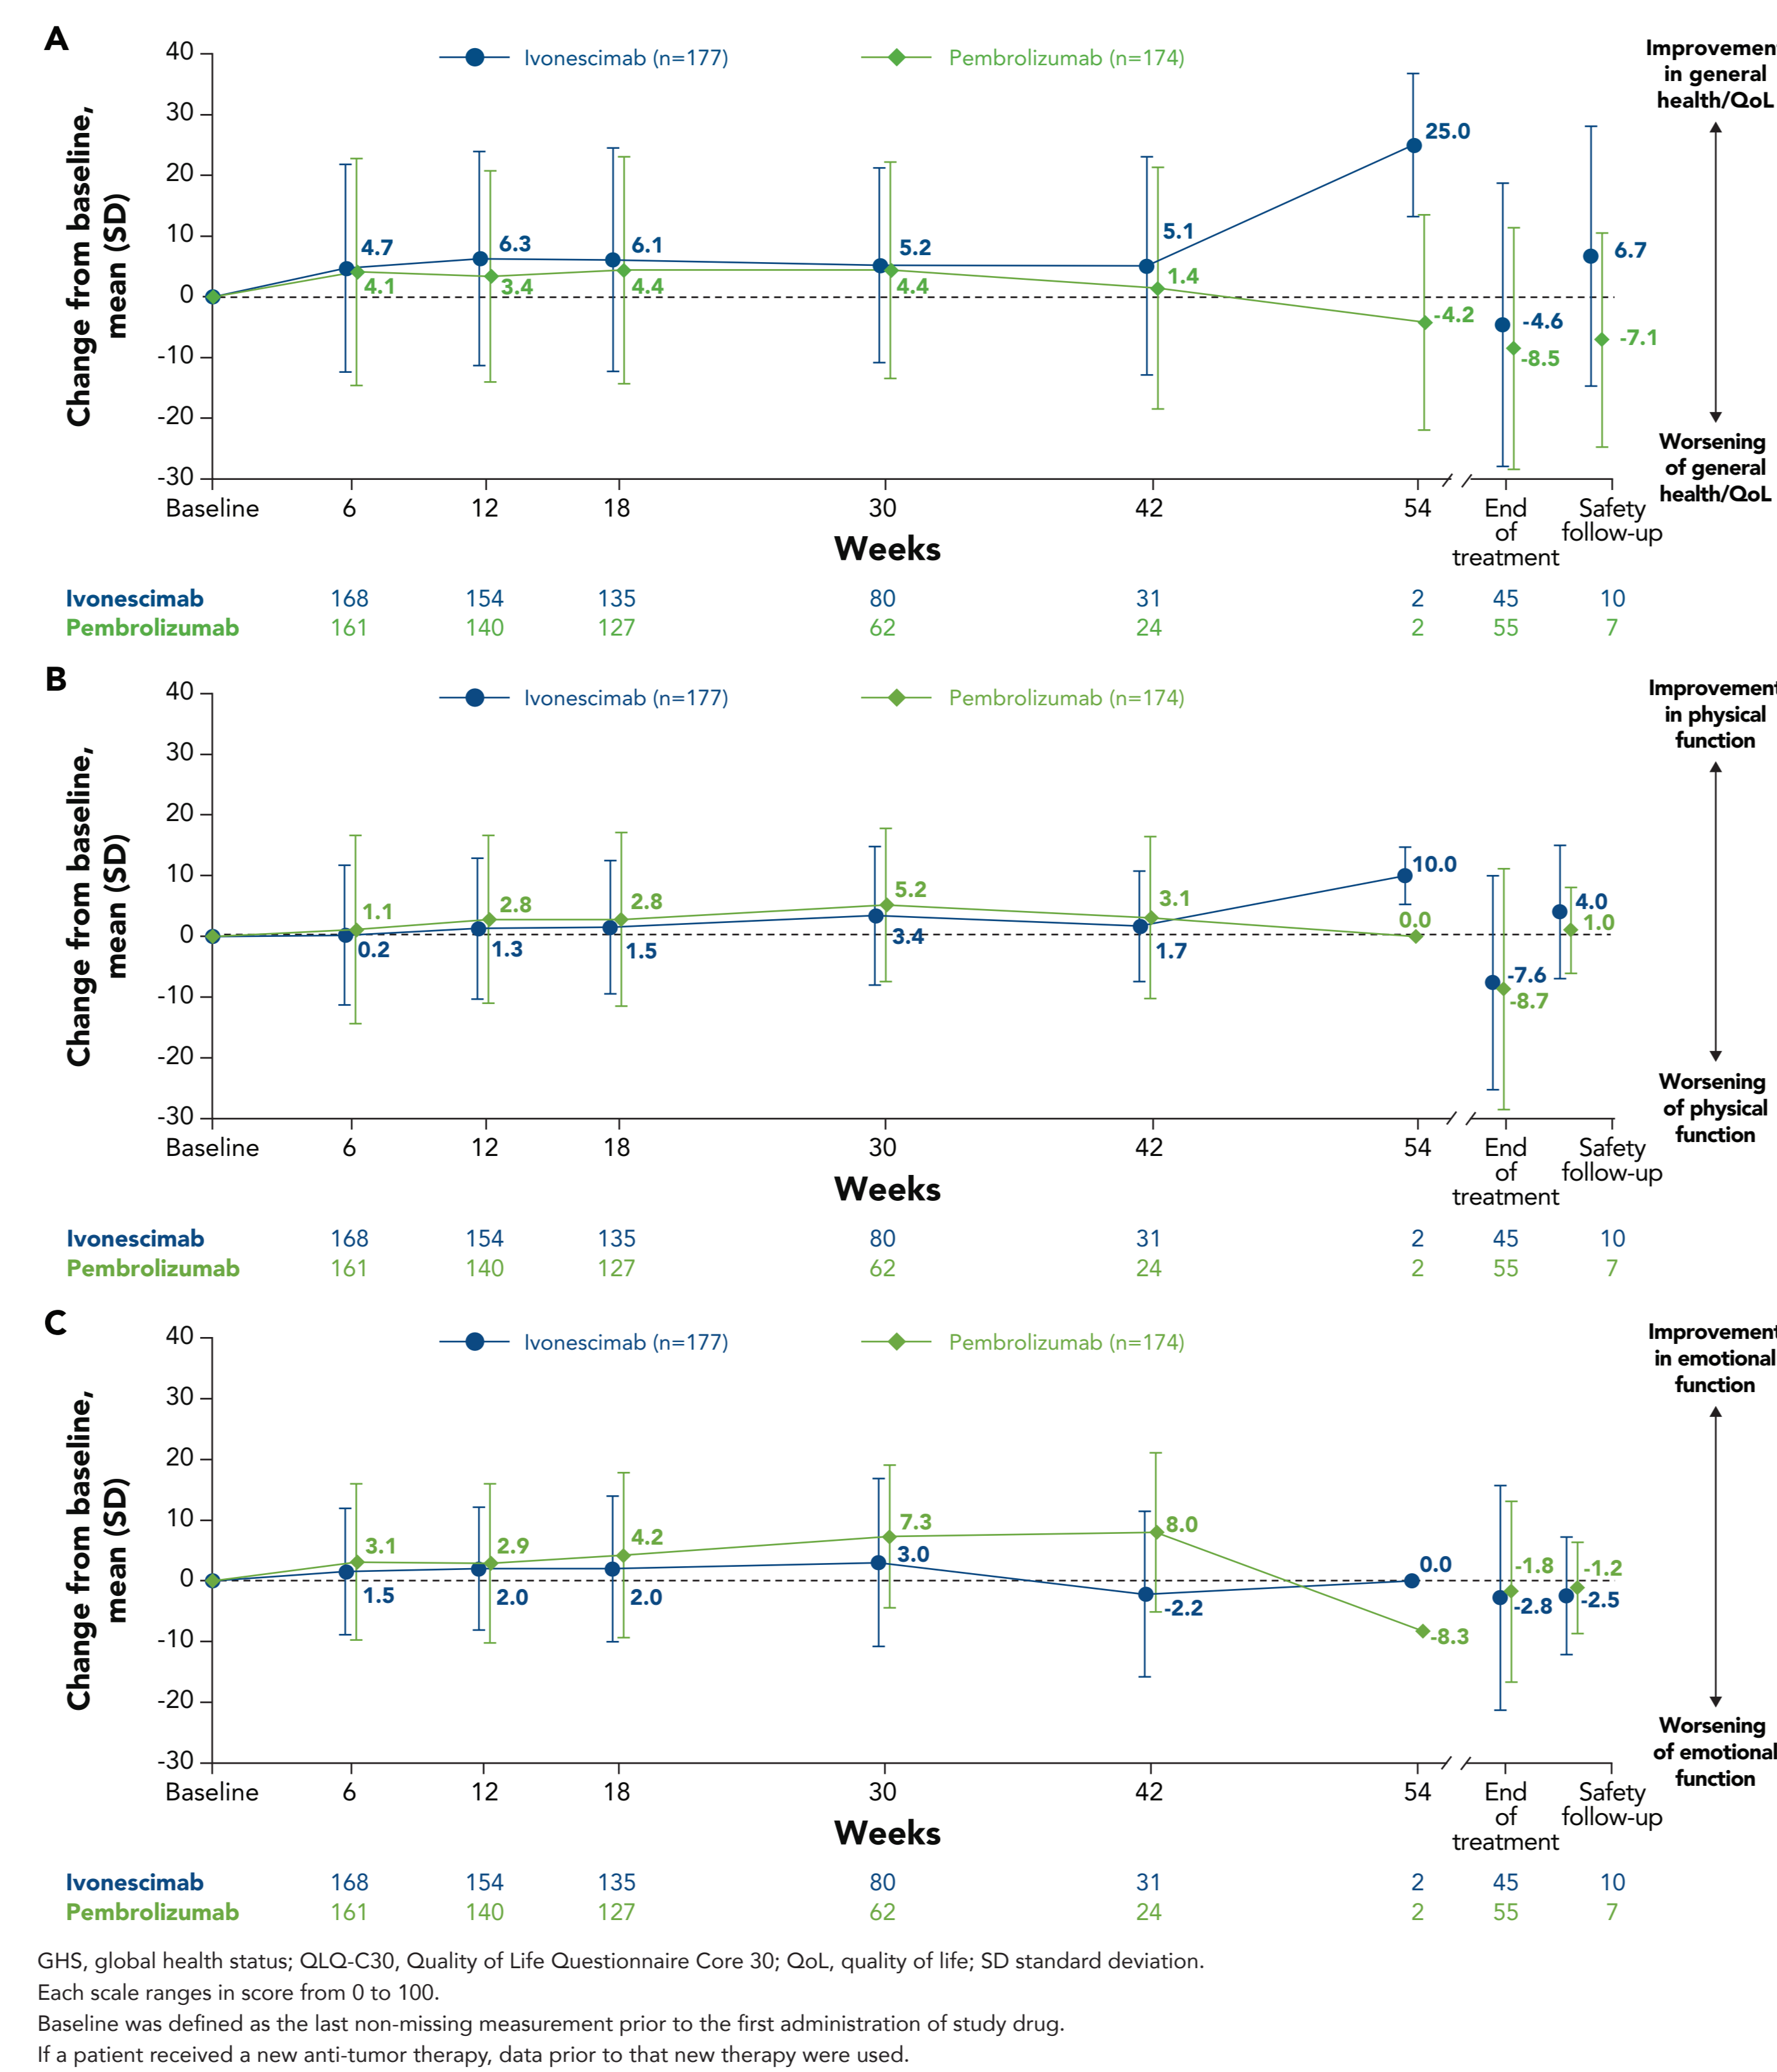 A
Ivonescimab (n=177)
Pembrolizumab (n=174)
Improvement
in general
health/QoL
Change from baseline,
mean (SD)
40
30
20
10
0
-10
-20
-30
4.7
6.3
6.1
5.2
5.1
25.0
-4.6
6.7
4.1
3.4
4.4
4.4
1.4
-4.2
-8.5
-7.1
Worsening
of general
health/QoL
Baseline 6 12 18 30 42 54 End of treatment Safety follow-up
Weeks
Ivonescimab 168 154 135 80 31 2 45 10
Pembrolizumab 161 140 127 62 24 2 55 7
B
Ivonescimab (n=177)
Pembrolizumab (n=174)
Improvement
in physical
function
Change from baseline,
mean (SD)
40
30
20
10
0
-10
-20
-30
1.1
2.8
2.8
5.2
3.1
0.0
-8.7
1.0
0.2
1.3
1.5
3.4
1.7
10.0
-7.6
4.0
Worsening
of physical
function
Baseline 6 12 18 30 42 54 End of treatment Safety follow-up
Weeks
Ivonescimab 168 154 135 80 31 2 45 10
Pembrolizumab 161 140 127 62 24 2 55 7
C
Ivonescimab (n=177)
Pembrolizumab (n=174)
Improvement
in emotional
function
Change from baseline,
mean (SD)
40
30
20
10
0
-10
-20
-30
3.1
2.9
4.2
7.3
8.0
-8.3
-1.8
-1.2
1.5
2.0
2.0
3.0
-2.2
0.0
-2.8
-2.5
Worsening
of emotional
function
Baseline 6 12 18 30 42 54 End of treatment Safety follow-up
Weeks
Ivonescimab 168 154 135 80 31 2 45 10
Pembrolizumab 161 140 127 62 24 2 55 7
GHS, global health status; QLQ-C30, Quality of Life Questionnaire Core 30; QoL, quality of life; SD standard deviation.
Each scale ranges in score from 0 to 100.
Baseline was defined as the last non-missing measurement prior to the first administration of study drug.
If a patient received a new anti-tumor therapy, data prior to that new therapy were used.